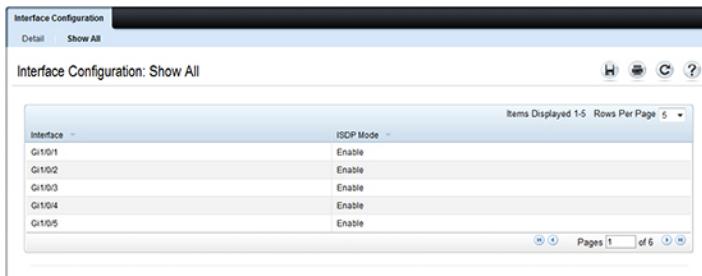 Interface Configuration
Detail Show All
Interface Configuration: Show All
Items Displayed 1-5 Rows Per Page 5
Interface ISDP Mode
Gi1/0/1 Enable
Gi1/0/2 Enable
Gi1/0/3 Enable
Gi1/0/4 Enable
Gi1/0/5 Enable
Pages 1 of 6